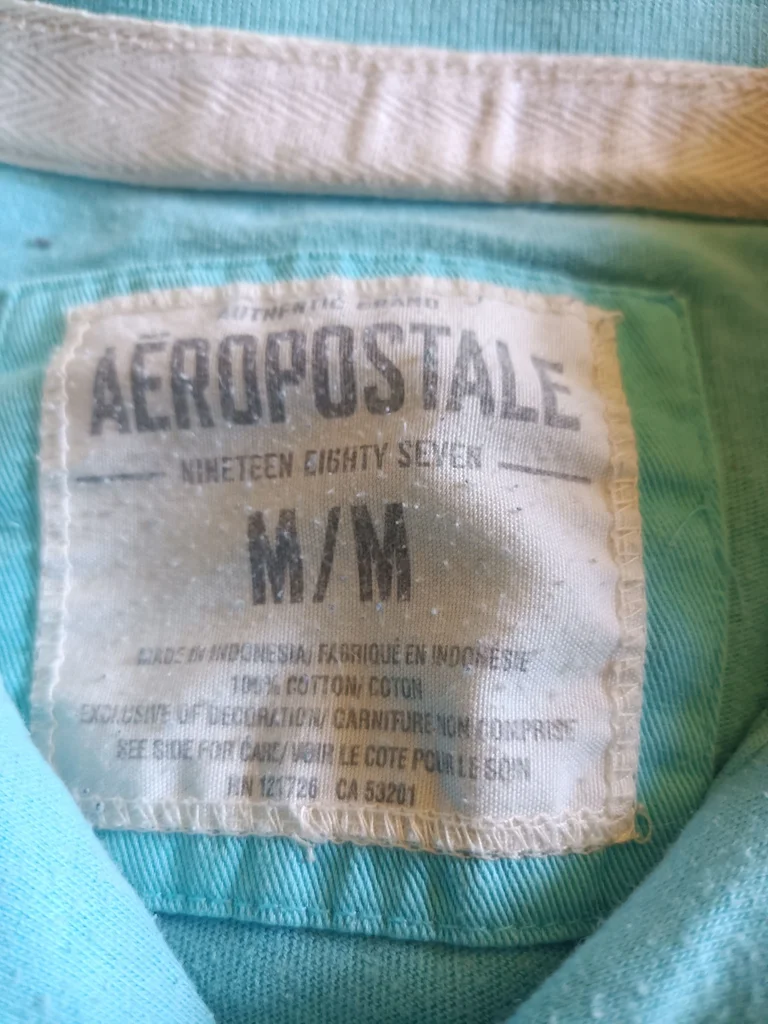 AUTHENTIC BRAND
AËROPOSTALE
NINETEEN EIGHTY SEVEN
M/M
MADE IN INDONESIA/ FABRIQUÉ EN INDONESIE
100% COTTON/ COTON
EXCLUSIVE OF DECORATION/ GARNITURE NON COMPRISE
SEE SIDE FOR CARE/ VOIR LE COTE POUR LE SOIN
RN 121726 CA 53201